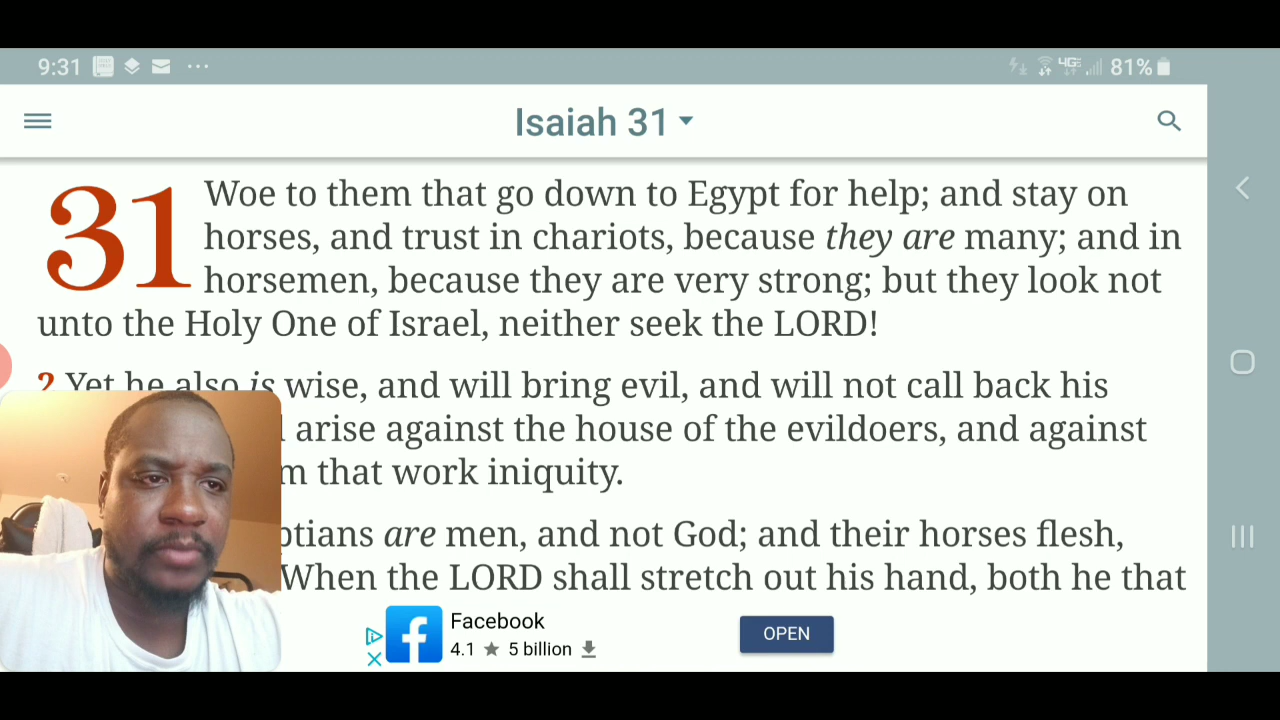 9:31 ... 4G 81%
Isaiah 31
31 Woe to them that go down to Egypt for help; and stay on
horses, and trust in chariots, because they are many; and in
horsemen, because they are very strong; but they look not
unto the Holy One of Israel, neither seek the LORD!
2 Yet he also is wise, and will bring evil, and will not call back his
arise against the house of the evildoers, and against
that work iniquity.
are men, and not God; and their horses flesh,
When the LORD shall stretch out his hand, both he that
Facebook
4.1 ★ 5 billion
OPEN